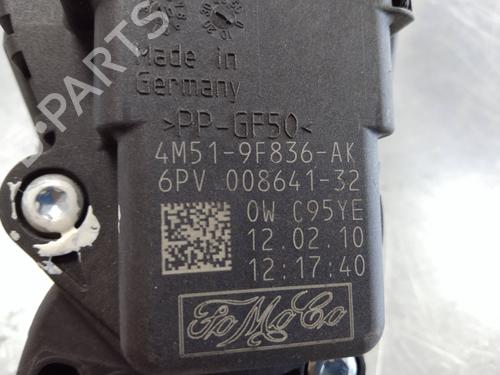 Made in
Germany
>PP-GF50<
4M51-9F836-AK
6PV 008641-32
0W C95YE
12.02.10
12:17:40
FoMoCo
B-PARTS